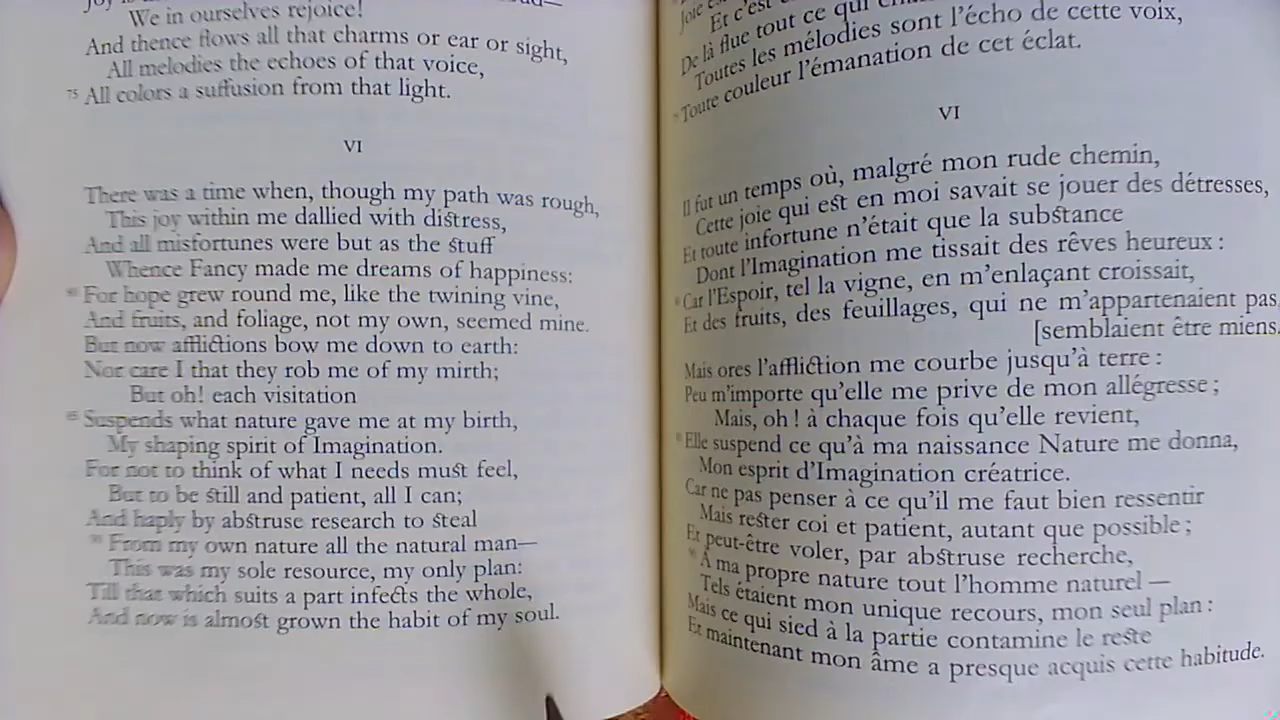 We in ourselves rejoice!
And thence flows all that charms or ear or sight,
All melodies the echoes of that voice,
75 All colors a suffusion from that light.
VI
There was a time when, though my path was rough,
This joy within me dallied with distress,
And all misfortunes were but as the stuff
Whence Fancy made me dreams of happiness:
80 For hope grew round me, like the twining vine,
And fruits, and foliage, not my own, seemed mine.
But now afflictions bow me down to earth:
Nor care I that they rob me of my mirth;
But oh! each visitation
85 Suspends what nature gave me at my birth,
My shaping spirit of Imagination.
For not to think of what I needs must feel,
But to be still and patient, all I can;
And haply by abstruse research to steal
90 From my own nature all the natural man—
This was my sole resource, my only plan:
Till that which suits a part infects the whole,
And now is almost grown the habit of my soul.
Et c'est
De là flue tout ce qui
Toutes les mélodies sont l'écho de cette voix,
Toute couleur l'émanation de cet éclat.
VI
Il fut un temps où, malgré mon rude chemin,
Cette joie qui est en moi savait se jouer des détresses,
Et toute infortune n'était que la substance
Dont l'Imagination me tissait des rêves heureux :
Car l'Espoir, tel la vigne, en m'enlaçant croissait,
Et des fruits, des feuillages, qui ne m'appartenaient pas,
[semblaient être miens.
Mais ores l'affliction me courbe jusqu'à terre :
Peu m'importe qu'elle me prive de mon allégresse ;
Mais, oh ! à chaque fois qu'elle revient,
Elle suspend ce qu'à ma naissance Nature me donna,
Mon esprit d'Imagination créatrice.
Car ne pas penser à ce qu'il me faut bien ressentir
Mais rester coi et patient, autant que possible ;
Et peut-être voler, par abstruse recherche,
À ma propre nature tout l'homme naturel —
Tels étaient mon unique recours, mon seul plan :
Mais ce qui sied à la partie contamine le reste
Et maintenant mon âme a presque acquis cette habitude.